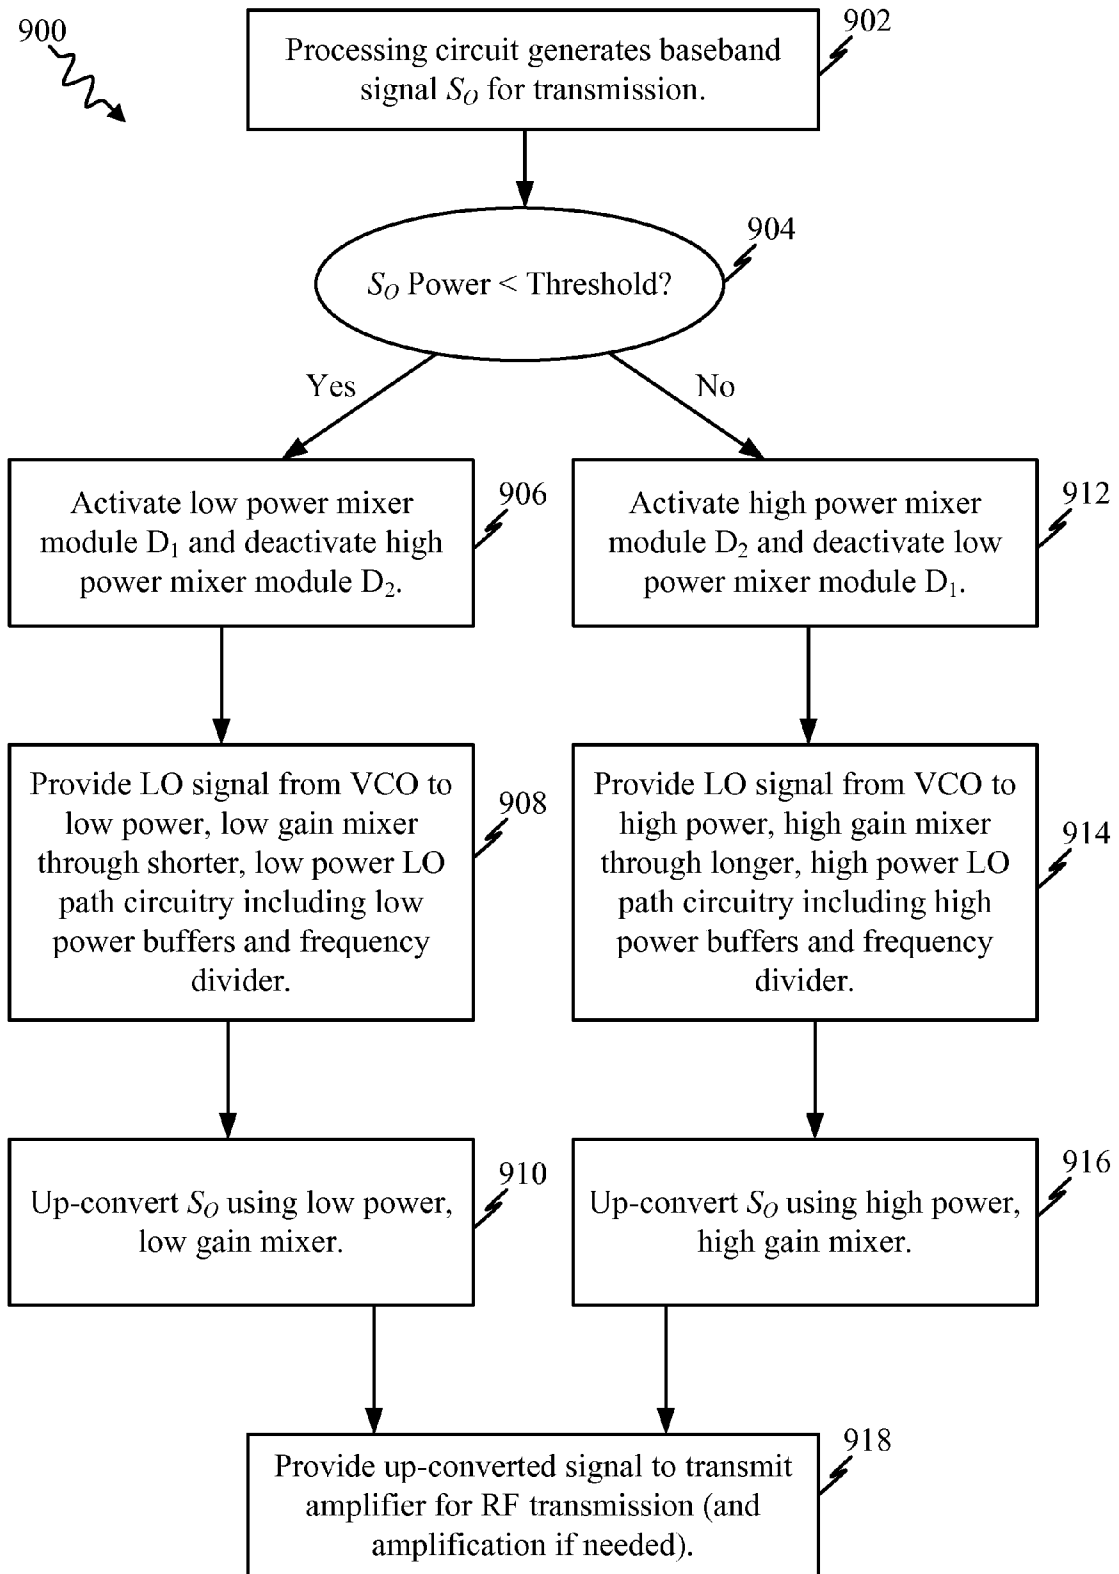 900
902
Processing circuit generates baseband
signal S_O for transmission.
904
S_O Power < Threshold?
Yes
No
906
Activate low power mixer
module D₁ and deactivate high
power mixer module D₂.
912
Activate high power mixer
module D₂ and deactivate low
power mixer module D₁.
908
Provide LO signal from VCO to
low power, low gain mixer
through shorter, low power LO
path circuitry including low
power buffers and frequency
divider.
914
Provide LO signal from VCO to
high power, high gain mixer
through longer, high power LO
path circuitry including high
power buffers and frequency
divider.
910
Up-convert S_O using low power,
low gain mixer.
916
Up-convert S_O using high power,
high gain mixer.
918
Provide up-converted signal to transmit
amplifier for RF transmission (and
amplification if needed).